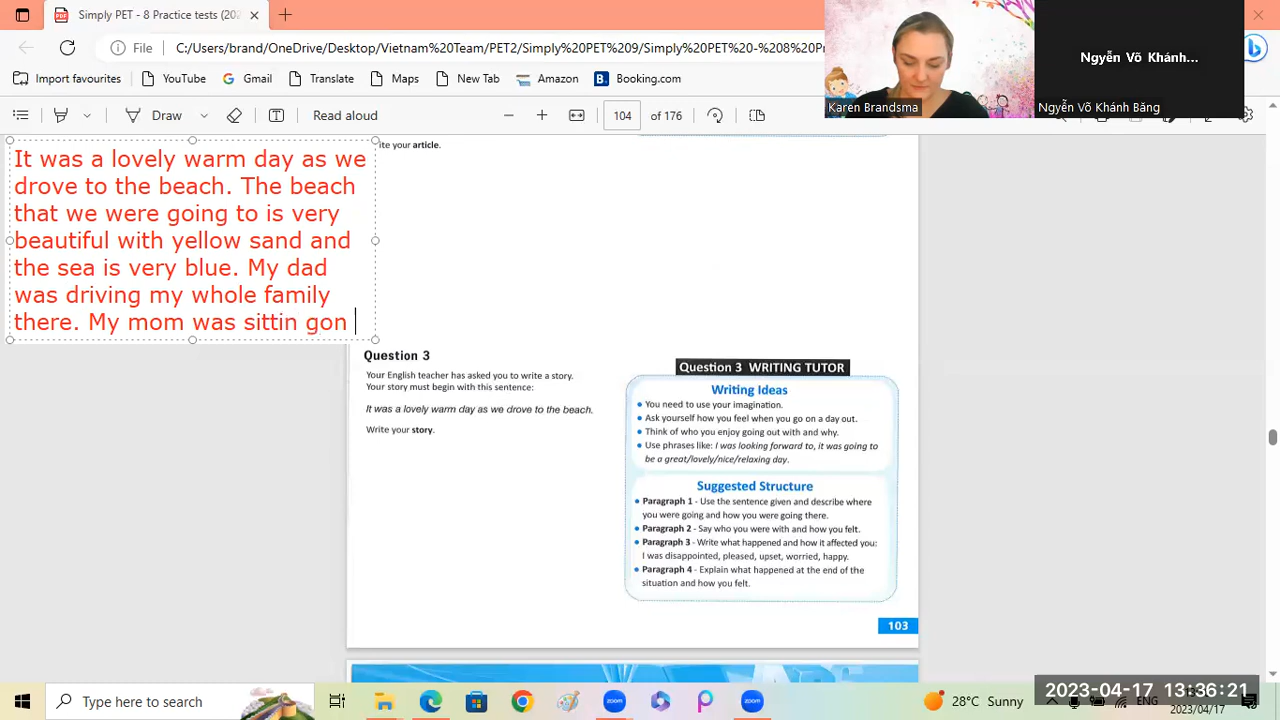 Simply PET - 8 Practice tests (2
File
C:/Users/brand/OneDrive/Desktop/Vietnam%20Team/PET2/Simply%20PET%209/Simply%20PET%20-%208%20Pr
Import favourites
YouTube
Gmail
Translate
Maps
New Tab
Amazon
B.
Booking.com
Draw
Read aloud
104
of 176
Karen Brandsma
Nguyễn Võ Khánh...
Nguyễn Võ Khánh Băng
ite your article.
It was a lovely warm day as we
drove to the beach. The beach
that we were going to is very
beautiful with yellow sand and
the sea is very blue. My dad
was driving my whole family
there. My mom was sittin gon
Question 3
Your English teacher has asked you to write a story.
Your story must begin with this sentence:
It was a lovely warm day as we drove to the beach.
Write your story.
Question 3 WRITING TUTOR
Writing Ideas
You need to use your imagination.
Ask yourself how you feel when you go on a day out.
Think of who you enjoy going out with and why.
Use phrases like: I was looking forward to, it was going to
be a great/lovely/nice/relaxing day.
Suggested Structure
Paragraph 1 - Use the sentence given and describe where
you were going and how you were going there.
Paragraph 2 - Say who you were with and how you felt.
Paragraph 3 - Write what happened and how it affected you:
I was disappointed, pleased, upset, worried, happy.
Paragraph 4 - Explain what happened at the end of the
situation and how you felt.
103
Type here to search
zoom
zoom
28°C Sunny
ENG
2023-04-17 13:36:21
2023/04/17